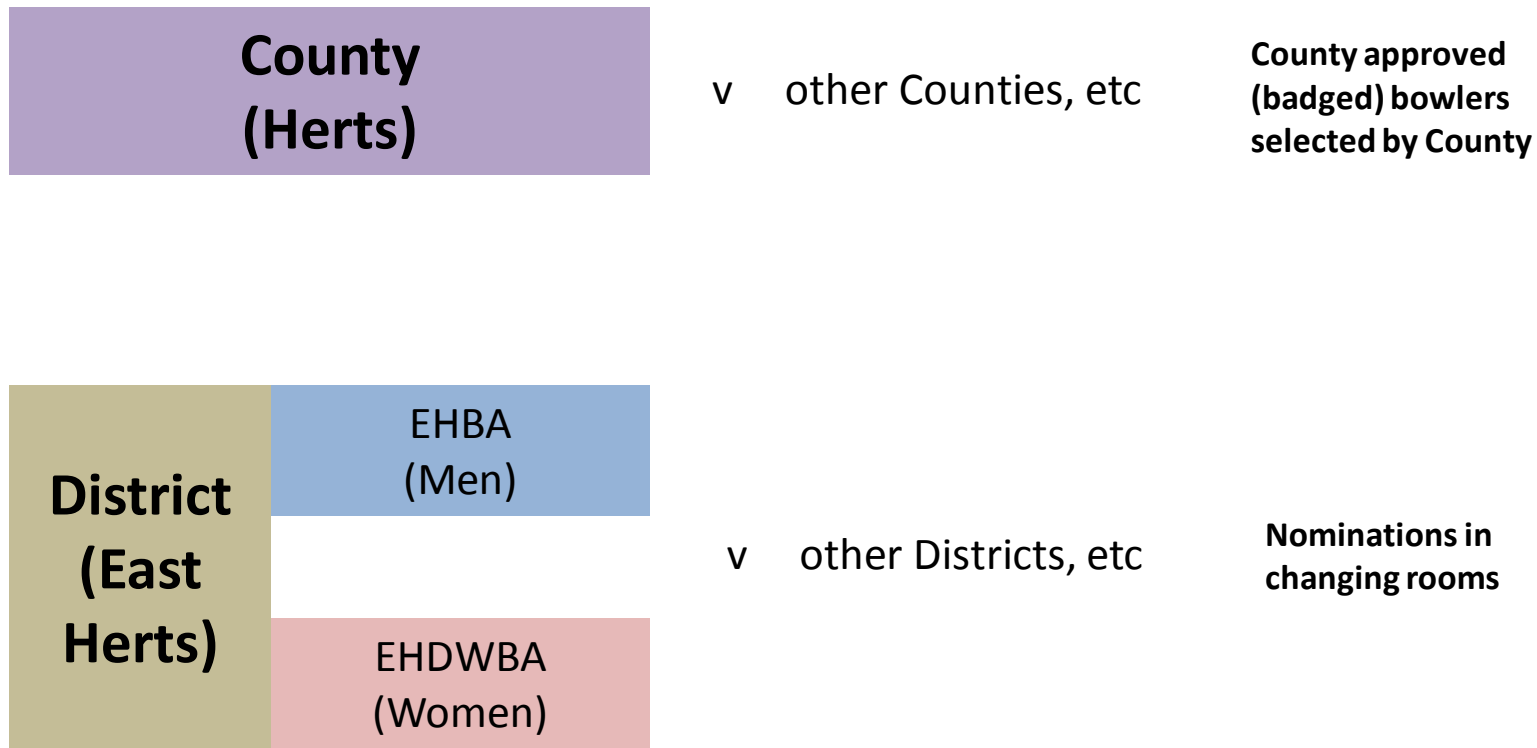 County
(Herts)
v other Counties, etc
County approved
(badged) bowlers
selected by County
District
(East
Herts)
EHBA
(Men)
EHDWBA
(Women)
v other Districts, etc
Nominations in
changing rooms